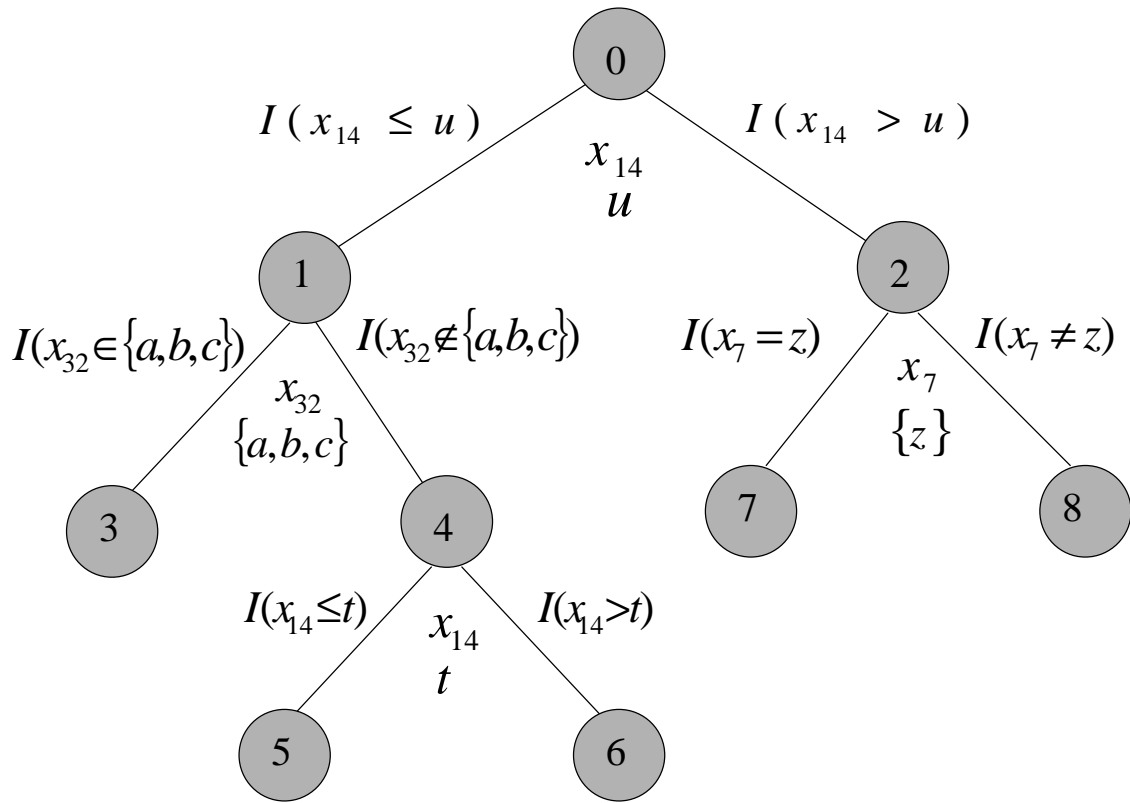 0
I ( x₁₄ ≤ u )
I ( x₁₄ > u )
x₁₄
u
1
2
I(x₃₂∈{a,b,c})
I(x₃₂∉{a,b,c})
I(x₇=z)
I(x₇≠z)
x₃₂
{a,b,c}
x₇
{z}
3
4
7
8
I(x₁₄≤t)
I(x₁₄>t)
x₁₄
t
5
6